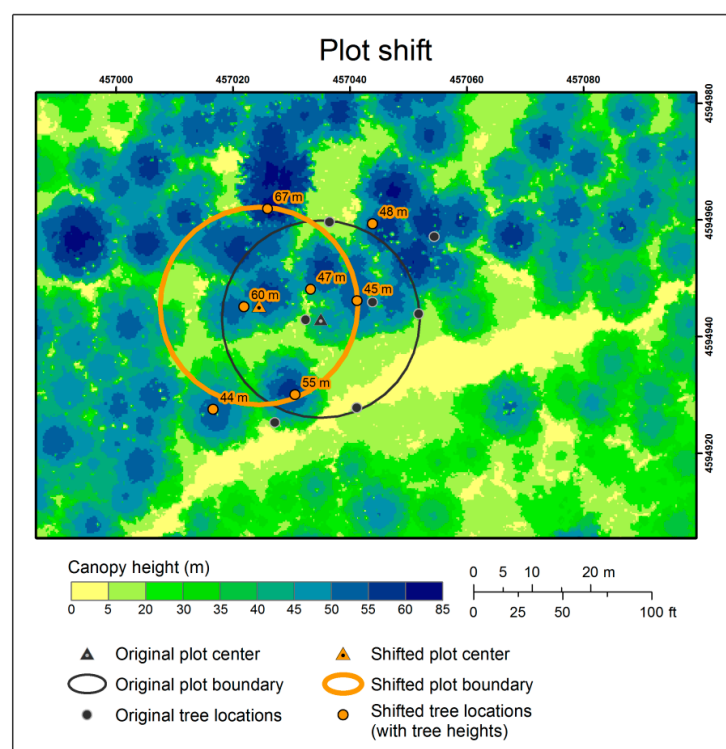 Plot shift
457000 457020 457040 457060 457080
4594980
67 m
48 m
4594960
47 m
60 m
45 m
4594940
55 m
44 m
4594920
Canopy height (m)
0 5 20 30 35 40 45 50 55 60 85
0 5 10 20 m
0 25 50 100 ft
Original plot center
Shifted plot center
Original plot boundary
Shifted plot boundary
Original tree locations
Shifted tree locations
(with tree heights)